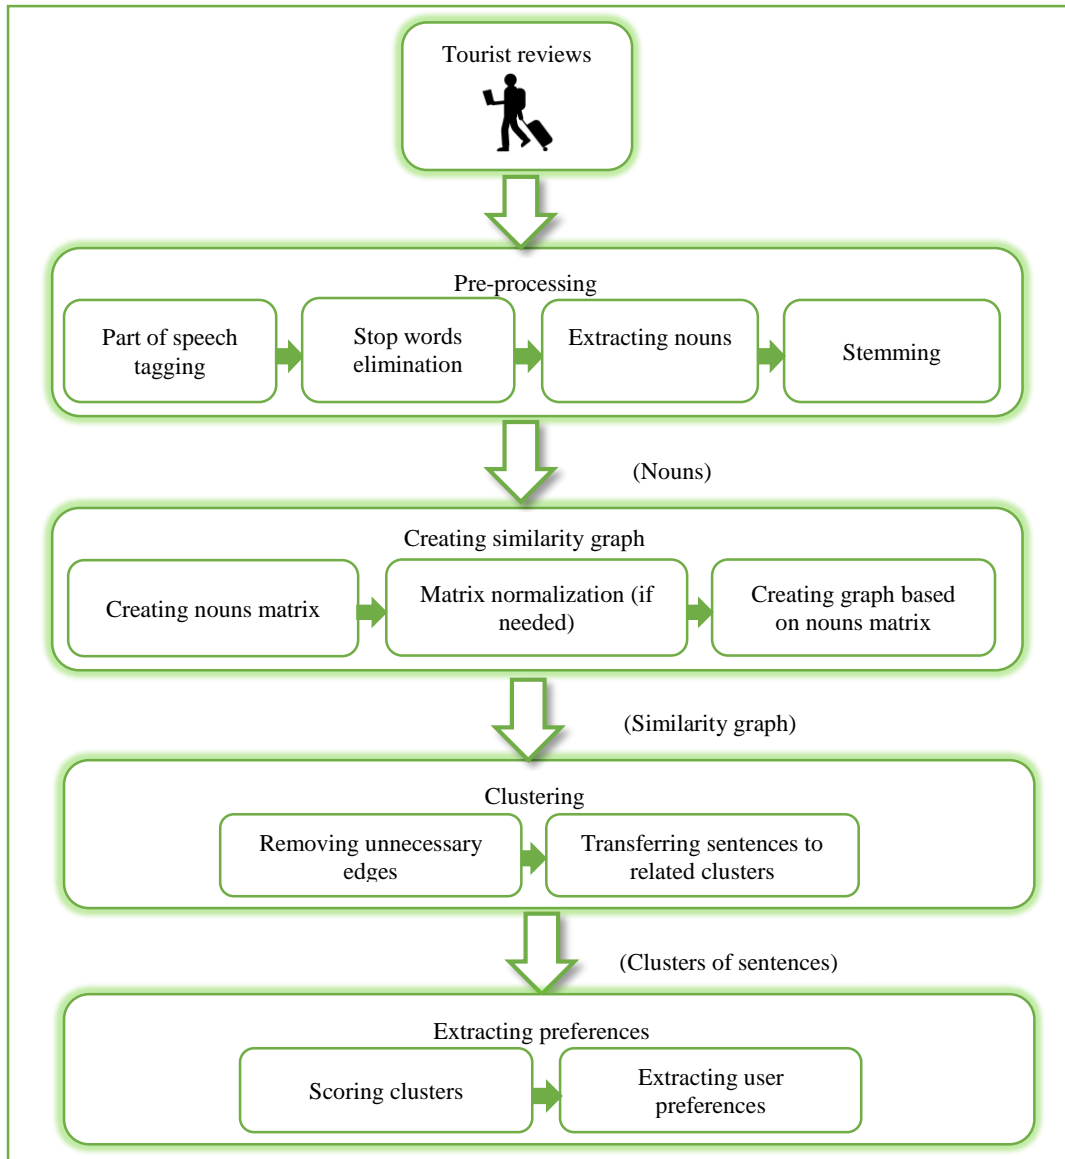 Tourist reviews
Pre-processing
Part of speech
tagging
Stop words
elimination
Extracting nouns
Stemming
(Nouns)
Creating similarity graph
Creating nouns matrix
Matrix normalization (if
needed)
Creating graph based
on nouns matrix
(Similarity graph)
Clustering
Removing unnecessary
edges
Transferring sentences to
related clusters
(Clusters of sentences)
Extracting preferences
Scoring clusters
Extracting user
preferences